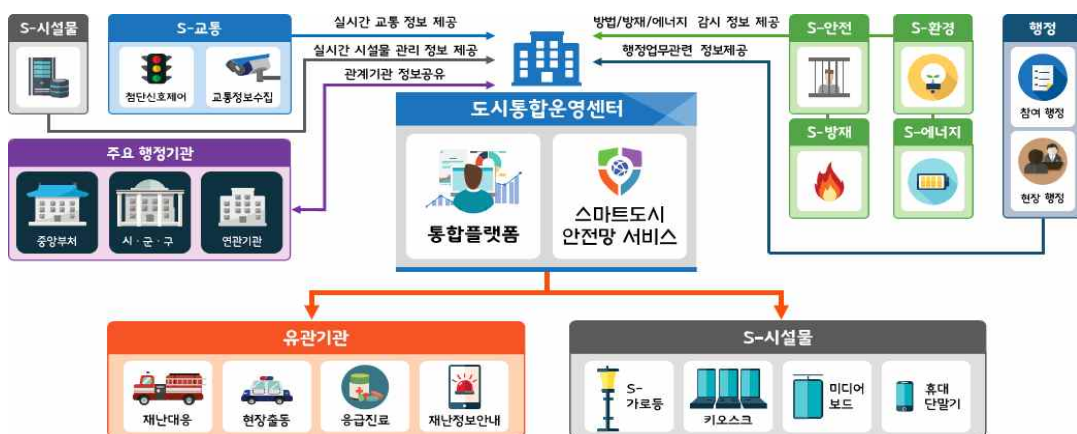 S-시설물
S-교통
첨단신호제어
교통정보수집
실시간 교통 정보 제공
실시간 시설물 관리 정보 제공
관계기관 정보공유
방법/방재/에너지 감시 정보 제공
행정업무관련 정보제공
S-안전
S-환경
S-방재
S-에너지
행정
참여 행정
현장 행정
주요 행정기관
중앙부처
시·군·구
연관기관
도시통합운영센터
통합플랫폼
스마트도시
안전망 서비스
유관기관
재난대응
현장출동
응급진료
재난정보안내
S-시설물
S-
가로등
키오스크
미디어
보드
휴대
단말기